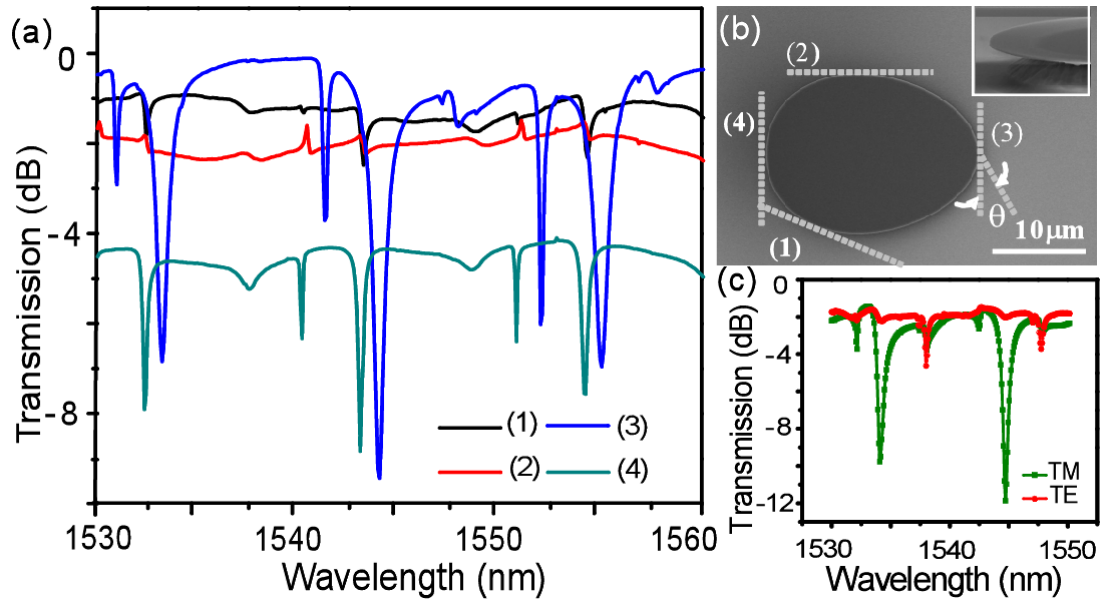 (a)
Transmission (dB)
0
-4
-8
1530
1540
1550
1560
Wavelength (nm)
(1)
(2)
(3)
(4)
(b)
(2)
(4)
(3)
θ
(1)
10μm
(c)
Transmission (dB)
0
-4
-8
-12
1530
1540
1550
Wavelength (nm)
TM
TE